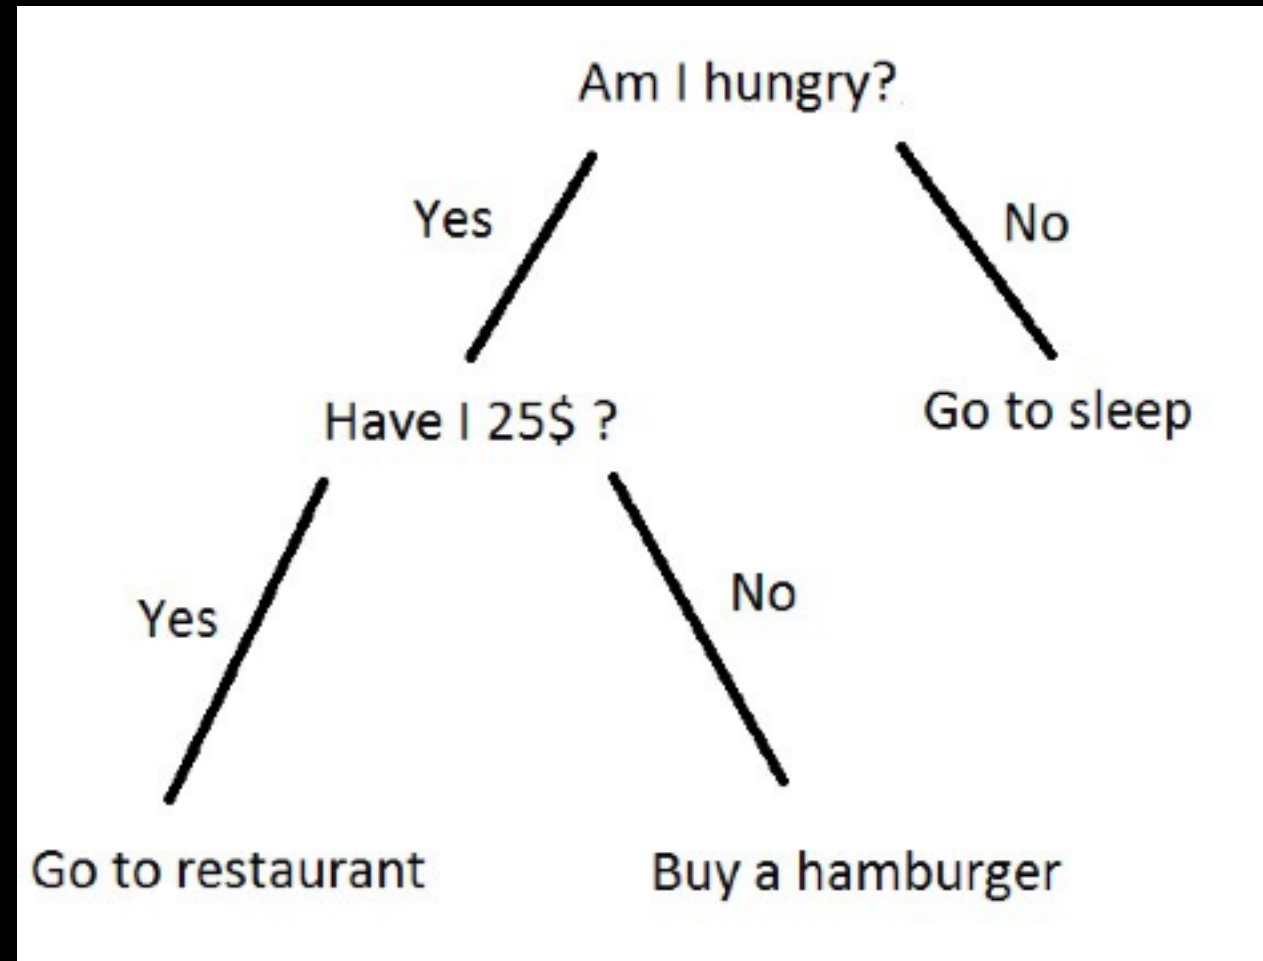 Am I hungry?
Yes
No
Have I 25$ ?
Go to sleep
Yes
No
Go to restaurant
Buy a hamburger